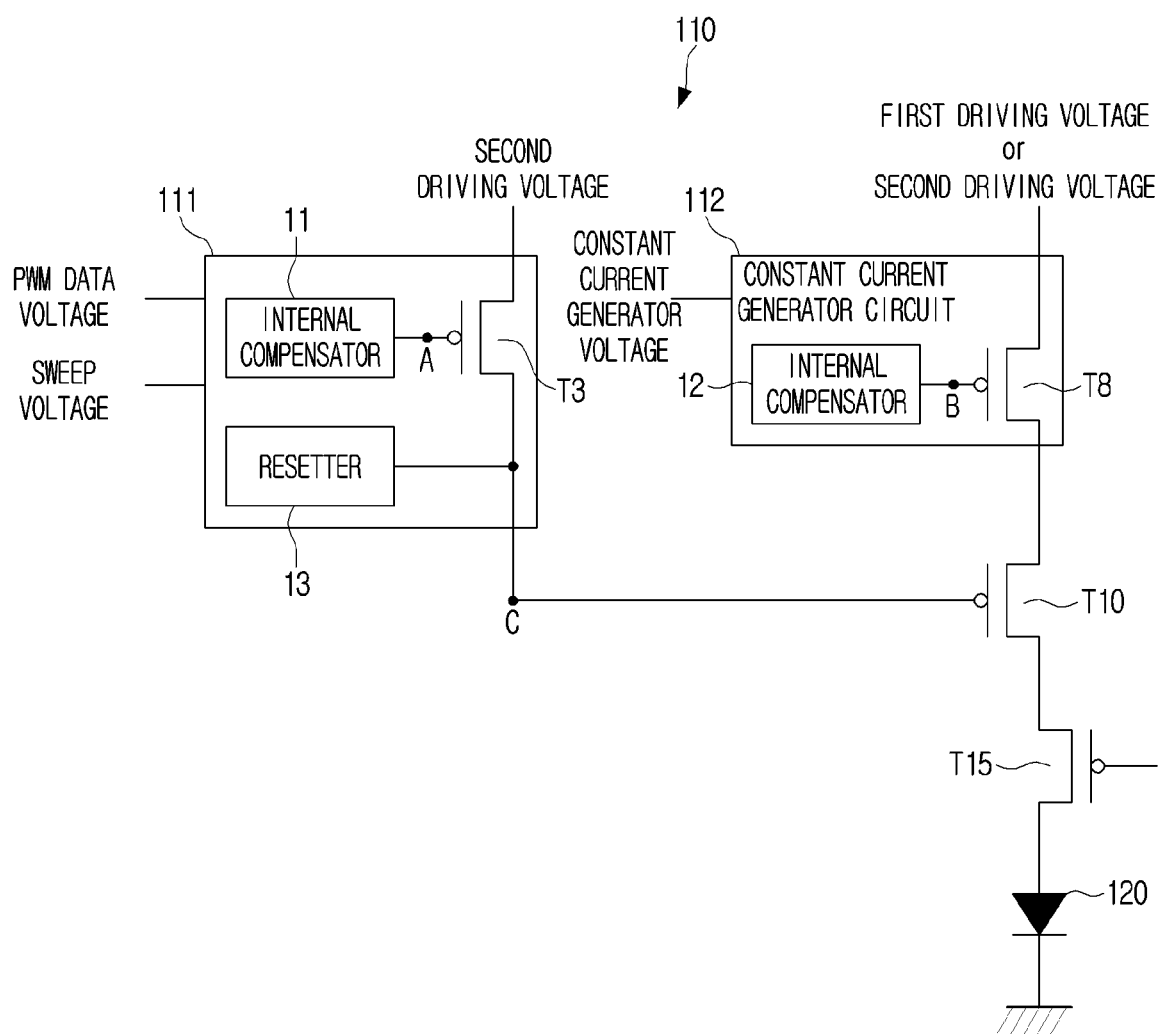 110
FIRST DRIVING VOLTAGE
or
SECOND DRIVING VOLTAGE
SECOND
DRIVING VOLTAGE
111
11
112
PWM DATA
VOLTAGE
SWEEP
VOLTAGE
INTERNAL
COMPENSATOR
A
T3
RESETTER
13
C
CONSTANT
CURRENT
GENERATOR
VOLTAGE
CONSTANT CURRENT
GENERATOR CIRCUIT
12
INTERNAL
COMPENSATOR
B
T8
T10
T15
120